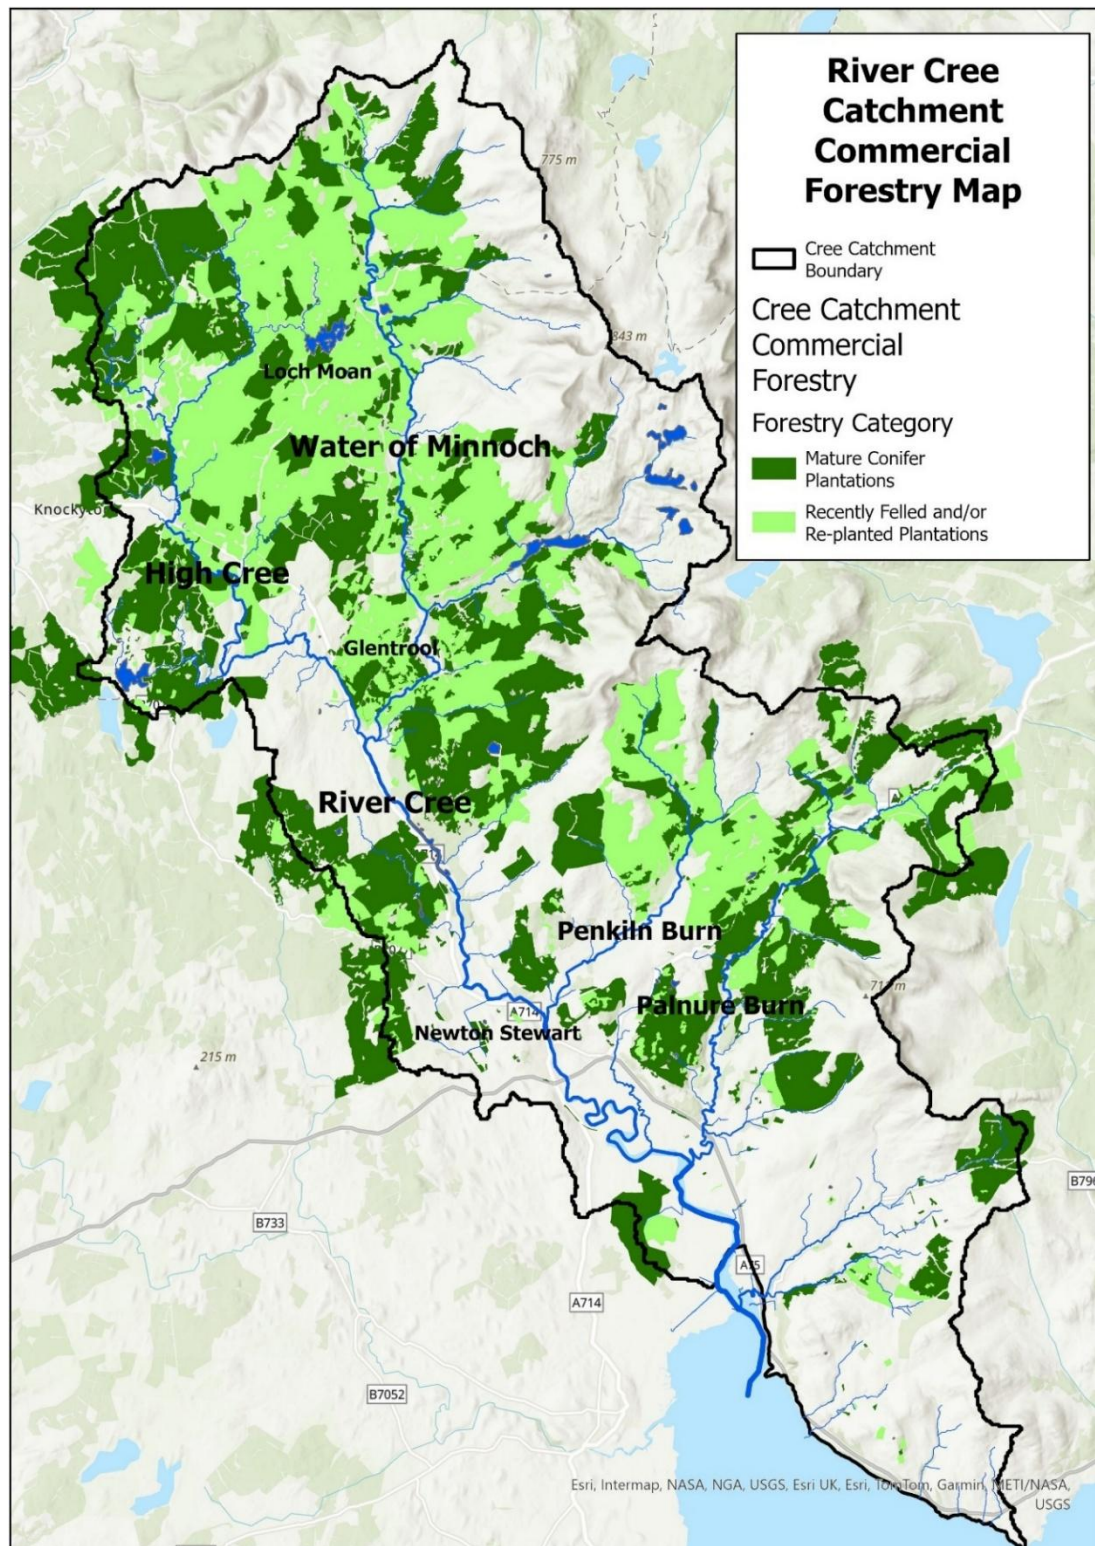 River Cree
Catchment
Commercial
Forestry Map
Cree Catchment
Boundary
Cree Catchment
Commercial
Forestry
Forestry Category
Mature Conifer
Plantations
Recently Felled and/or
Re-planted Plantations
775 m
843 m
Loch Moan
Water of Minnoch
High Cree
Glentrool
River Cree
Penkiln Burn
Palnure Burn
A714
Newton Stewart
215 m
B733
A75
A714
B7052
Esri, Intermap, NASA, NGA, USGS, Esri UK, Esri, TomTom, Garmin, METI/NASA,
USGS